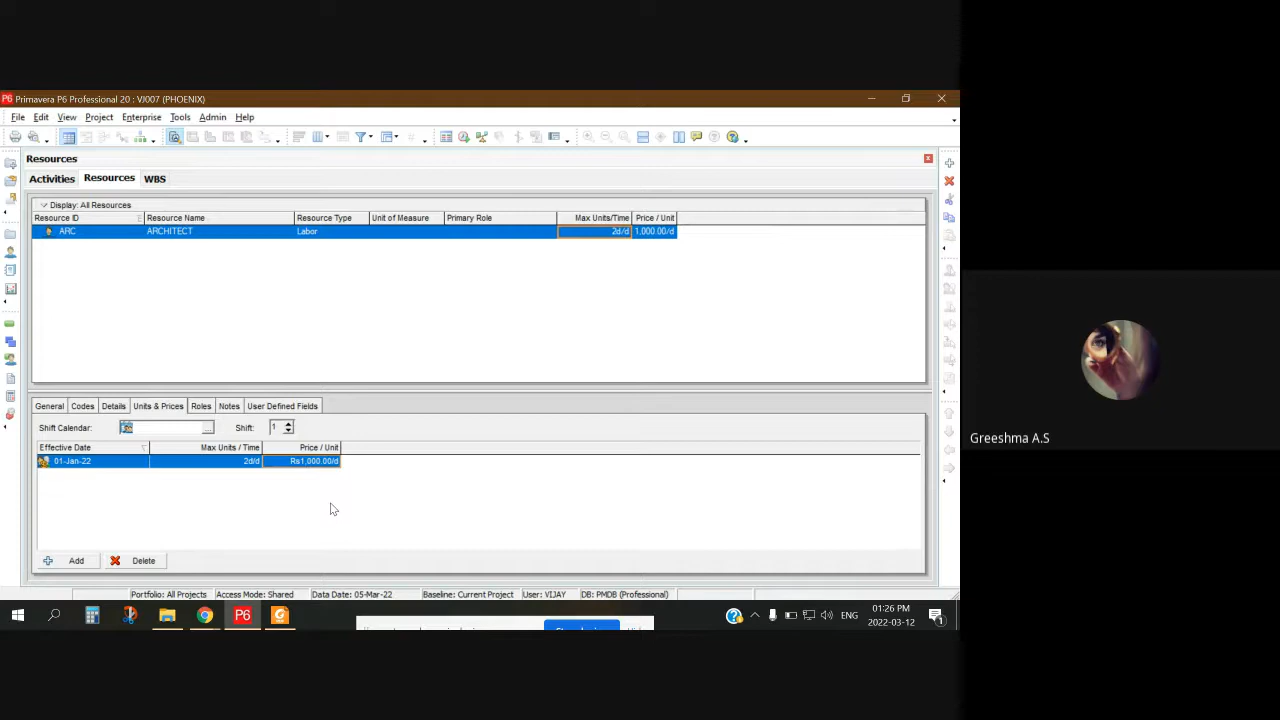 Primavera P6 Professional 20 : VJ007 (PHOENIX)
File Edit View Project Enterprise Tools Admin Help
Resources
Activities Resources WBS
Display: All Resources
Resource ID Resource Name Resource Type Unit of Measure Primary Role Max Units/Time Price / Unit
ARC ARCHITECT Labor 2d/d 1,000.00/d
General Codes Details Units & Prices Roles Notes User Defined Fields
Shift Calendar: ... Shift: 1
Effective Date Max Units / Time Price / Unit
01-Jan-22 2d/d Rs1,000.00/d
Add Delete
Portfolio: All Projects Access Mode: Shared Data Date: 05-Mar-22 Baseline: Current Project User: VIJAY DB: PMDB (Professional)
P6 ENG 01:26 PM
2022-03-12
Greeshma A.S